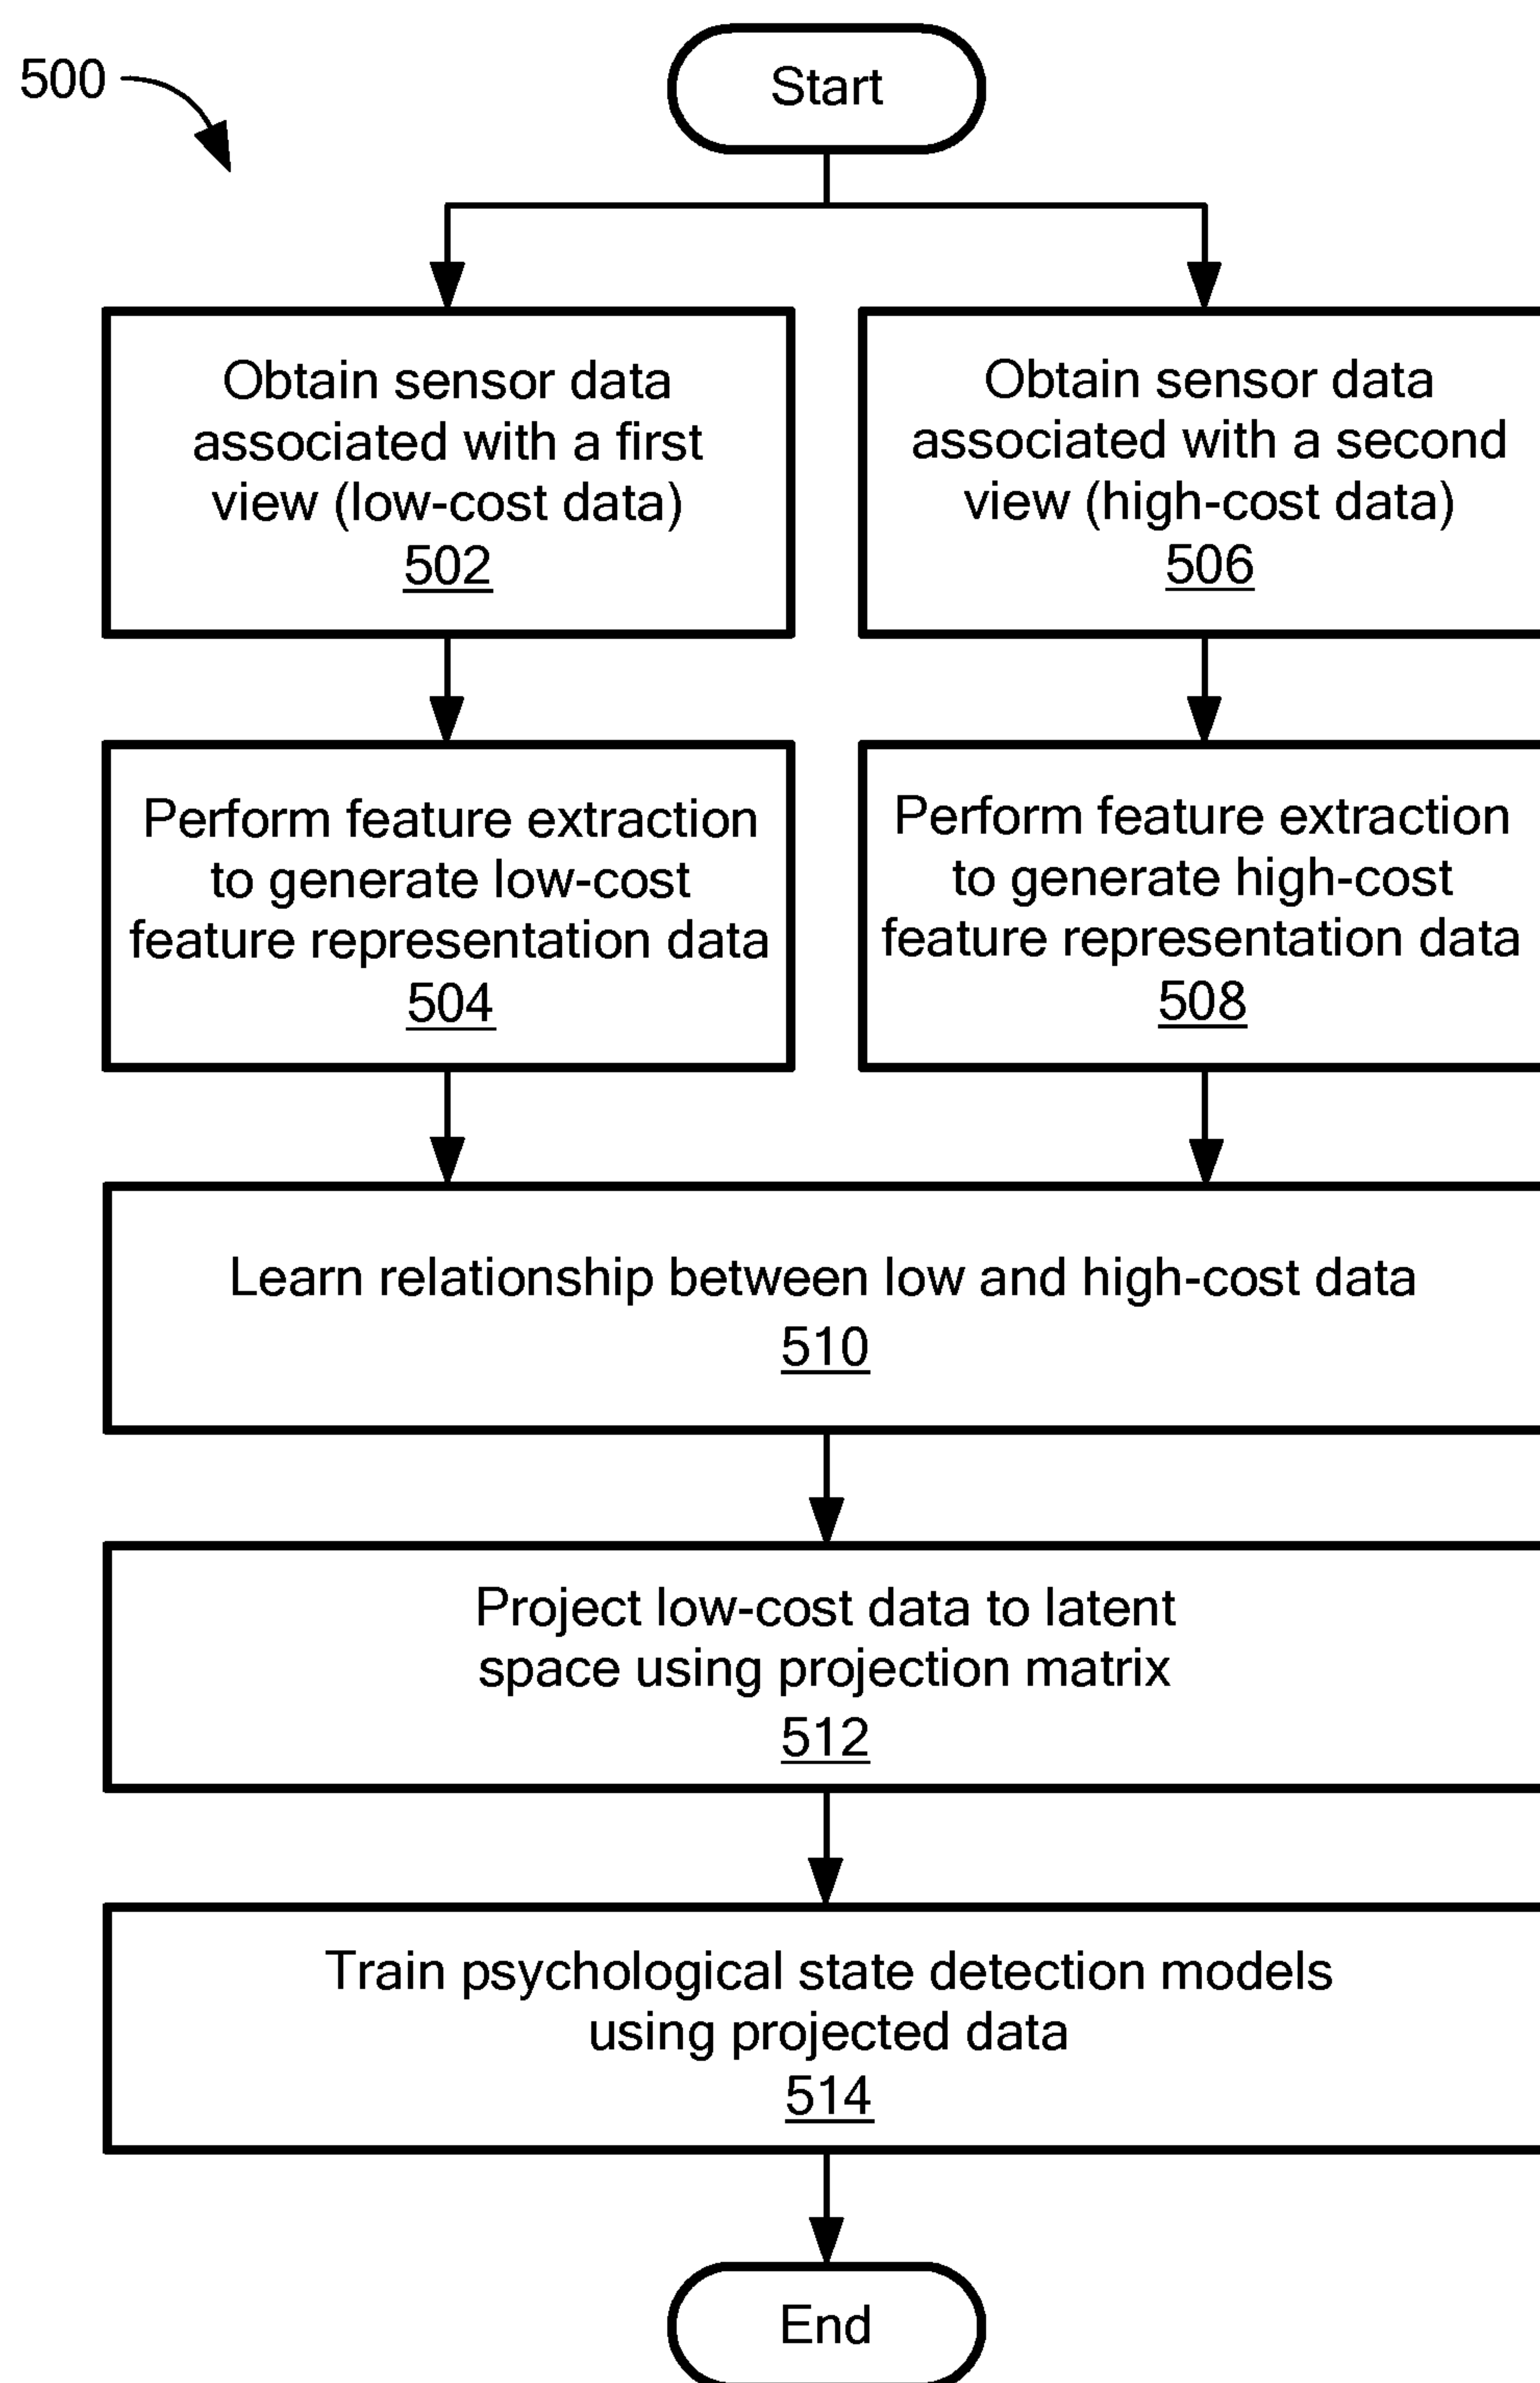 500
Start
Obtain sensor data
associated with a first
view (low-cost data)
502
Obtain sensor data
associated with a second
view (high-cost data)
506
Perform feature extraction
to generate low-cost
feature representation data
504
Perform feature extraction
to generate high-cost
feature representation data
508
Learn relationship between low and high-cost data
510
Project low-cost data to latent
space using projection matrix
512
Train psychological state detection models
using projected data
514
End